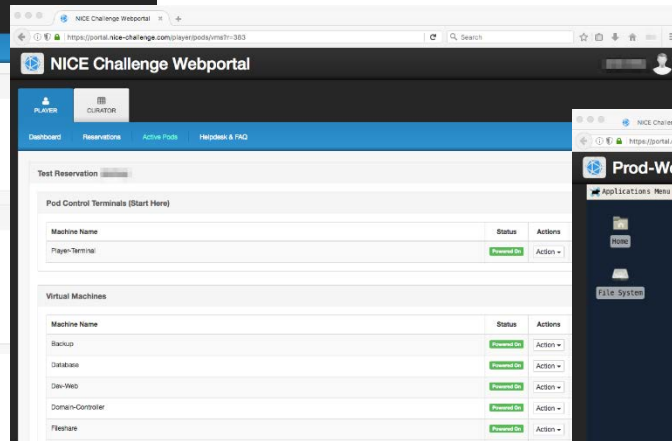 NICE Challenge Webportal
https://portal.nice-challenge.com/player/pods/vms?r=383
Search
NICE Challenge Webportal
PLAYER
CURATOR
Dashboard Reservations Active Pods Helpdesk & FAQ
Test Reservation
Pod Control Terminals (Start Here)
Machine Name Status Actions
Player-Terminal Powered On Action
Virtual Machines
Machine Name Status Actions
Backup Powered On Action
Database Powered On Action
Dev-Web Powered On Action
Domain-Controller Powered On Action
Fileshare Powered On Action
NICE Challen
https://portal.
Prod-We
Applications Menu
Home
File System